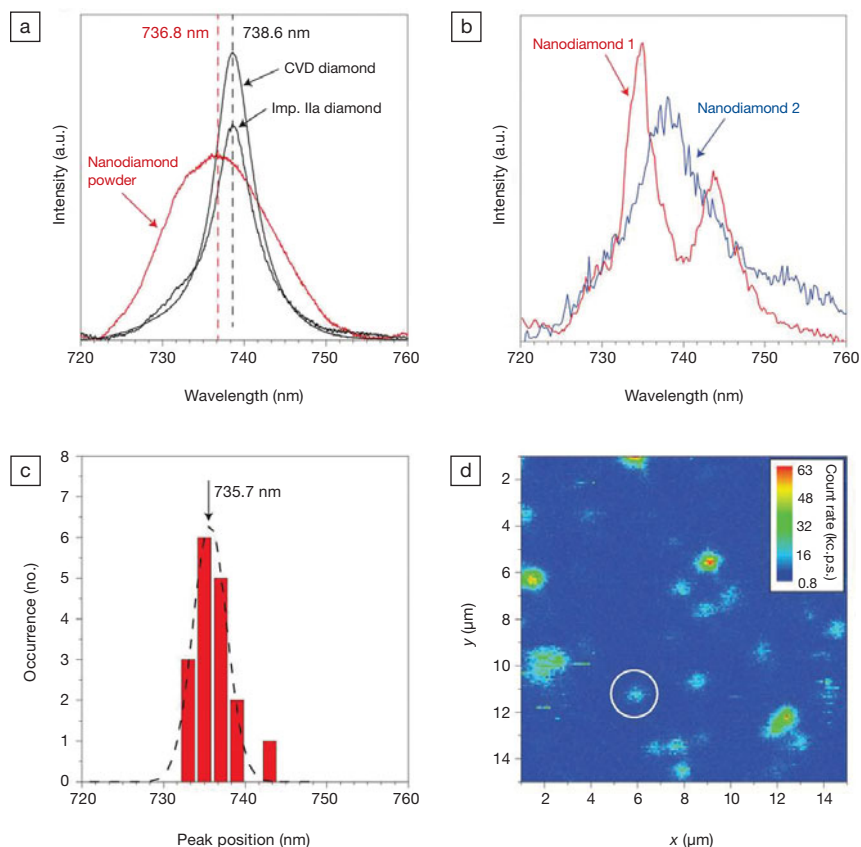 a
736.8 nm
738.6 nm
CVD diamond
Imp. IIa diamond
Nanodiamond
powder
Intensity (a.u.)
720
730
740
750
760
Wavelength (nm)
b
Nanodiamond 1
Nanodiamond 2
Intensity (a.u.)
720
730
740
750
760
Wavelength (nm)
c
735.7 nm
Occurrence (no.)
8
7
6
5
4
3
2
1
0
720
730
740
750
760
Peak position (nm)
d
63
48
32
16
0.8
Count rate (kc.p.s.)
y (µm)
2
4
6
8
10
12
14
2
4
6
8
10
12
14
x (µm)